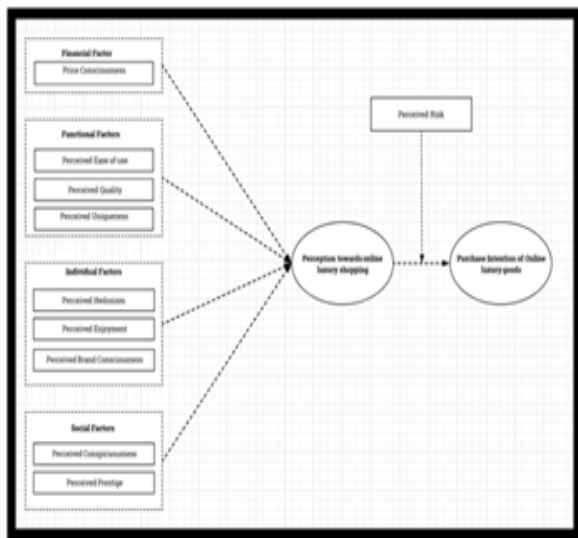 Financial Factor
Price Consciousness
Functional Factors
Perceived Ease of use
Perceived Quality
Perceived Uniqueness
Individual Factors
Perceived Hedonism
Perceived Enjoyment
Perceived Brand Consciousness
Social Factors
Perceived Conspicuousness
Perceived Prestige
Perception towards online
luxury shopping
Perceived Risk
Purchase Intention of Online
luxury goods